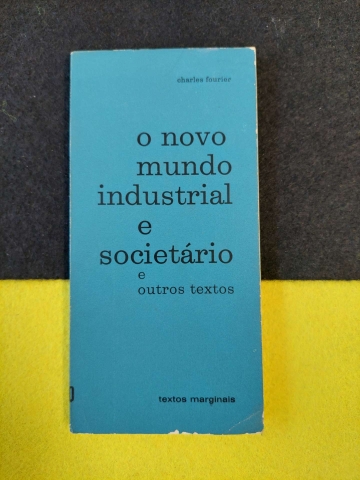 charles fourier
o novo
mundo
industrial
e
societário
e
outros textos
textos marginais